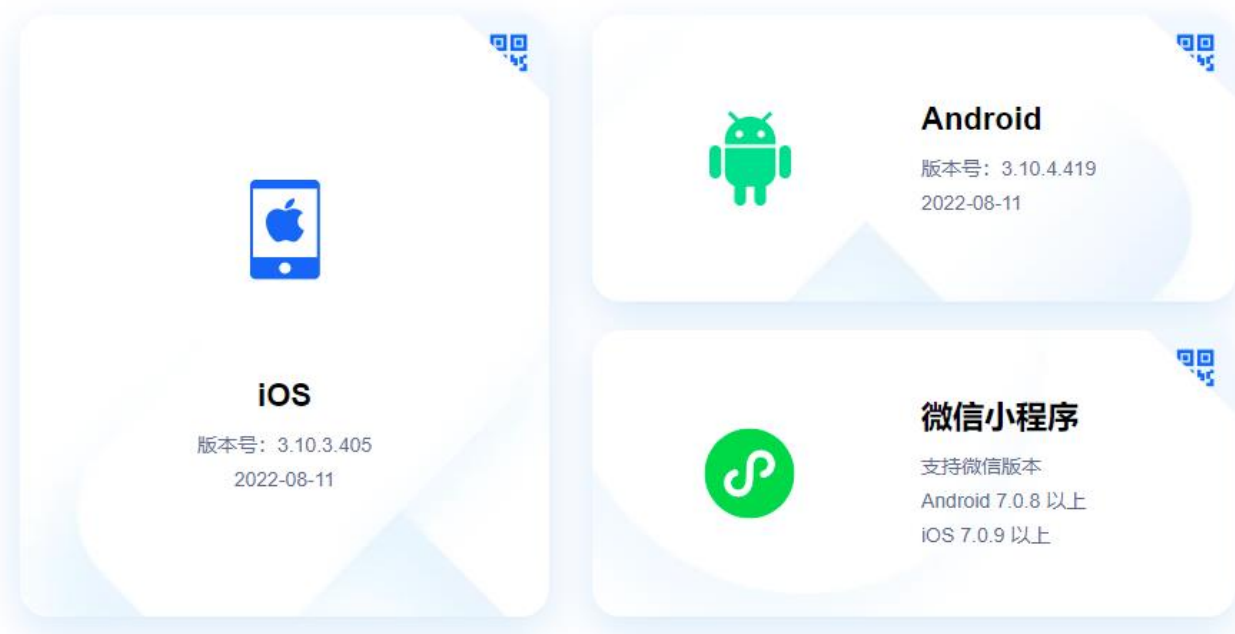 iOS
版本号：3.10.3.405
2022-08-11
Android
版本号：3.10.4.419
2022-08-11
微信小程序
支持微信版本
Android 7.0.8 以上
iOS 7.0.9 以上